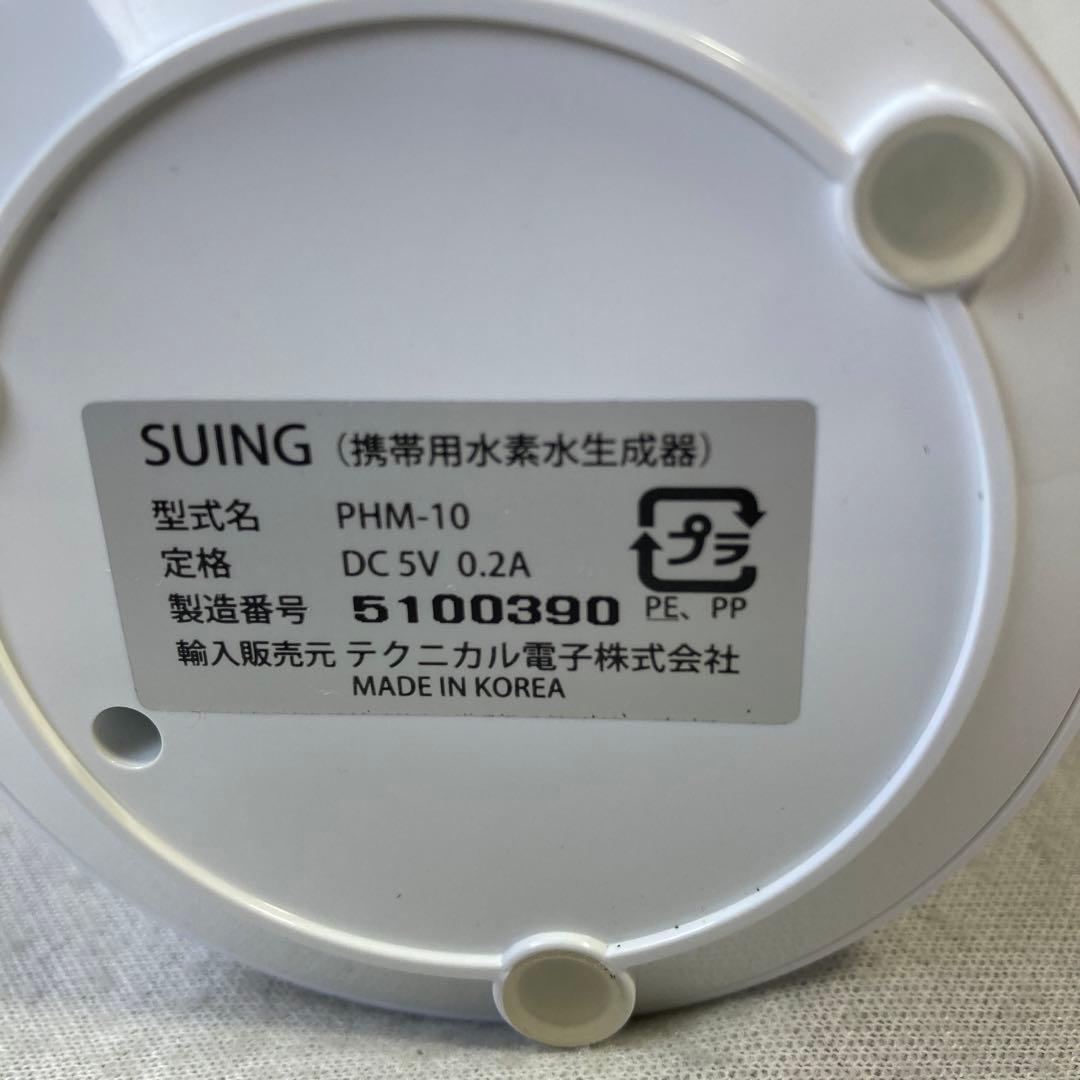 SUING (携帯用水素水生成器)
型式名 PHM-10
定格 DC 5V 0.2A
製造番号 5100390
輸入販売元 テクニカル電子株式会社
MADE IN KOREA
プラ
PE、PP